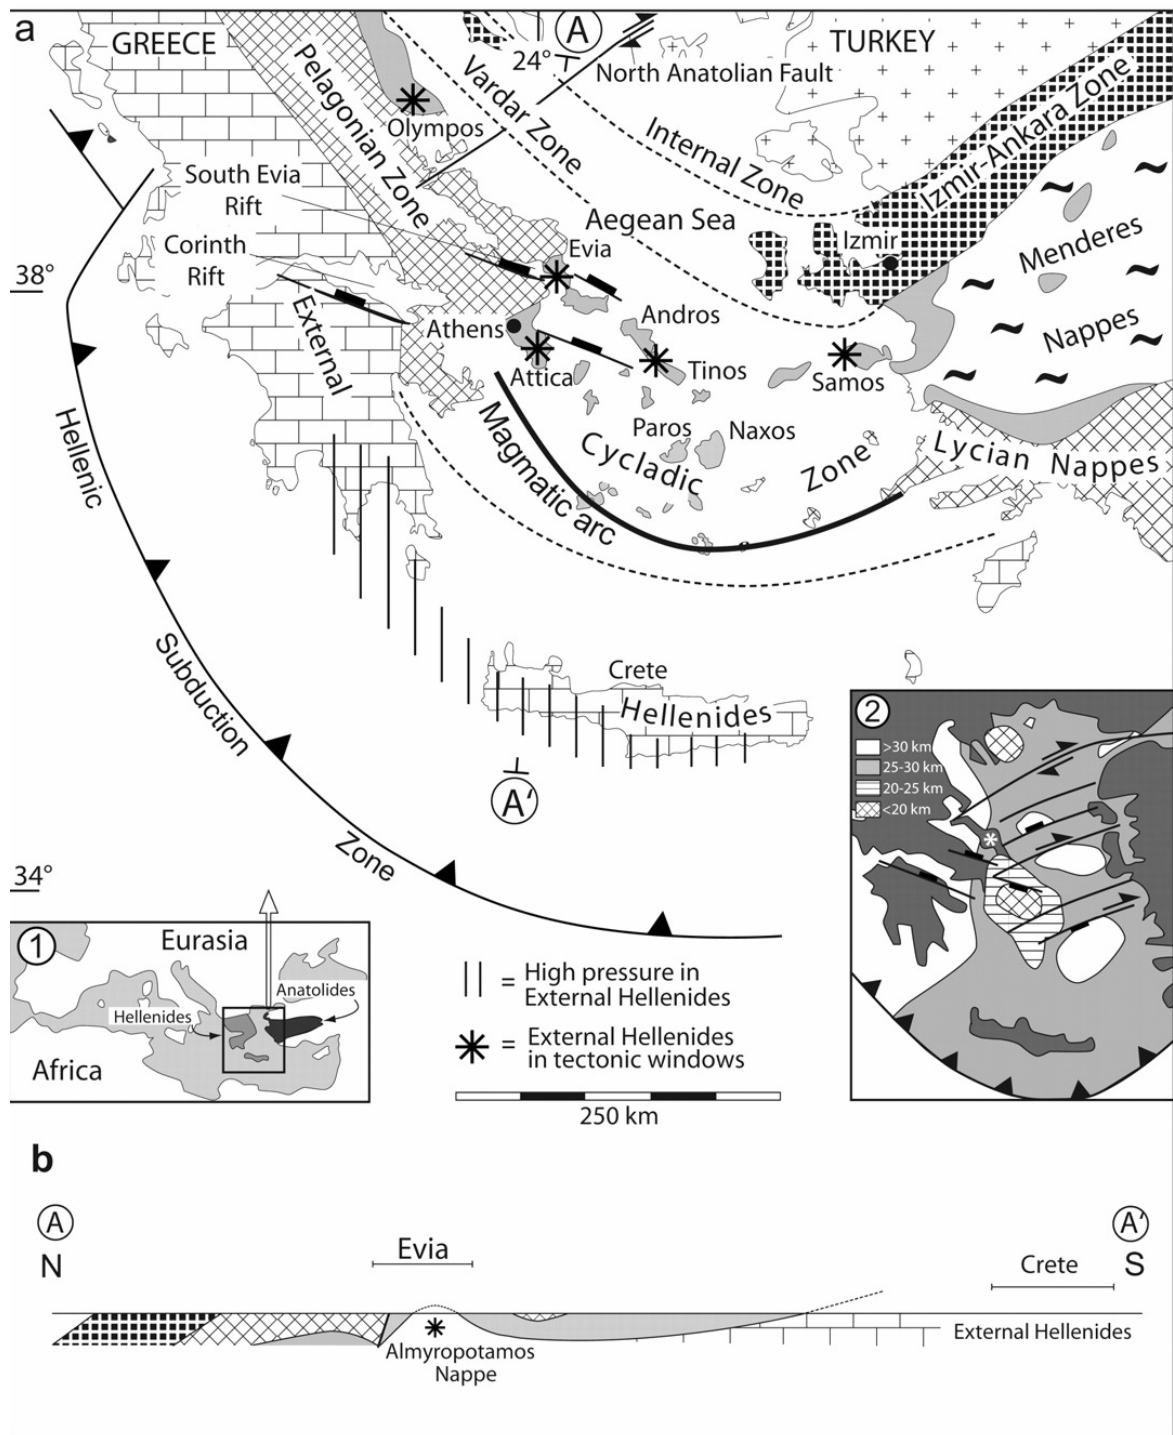 a
GREECE
A
24°
TURKEY
North Anatolian Fault
Pelagonian Zone
Vardar Zone
Internal Zone
Izmir-Ankara Zone
Olympos
South Evia
Rift
Corinth
Rift
Aegean Sea
Izmir
Evia
Menderes
Nappes
38°
External
Athens
Andros
Attica
Tinos
Samos
Paros
Naxos
Cycladic
Zone
Lycian Nappes
Magmatic arc
Hellenic
Subduction
Zone
Crete
Hellenides
A'
34°
2
>30 km
25-30 km
20-25 km
<20 km
*
1
Eurasia
Anatolides
Hellenides
Africa
= High pressure in
External Hellenides
= External Hellenides
in tectonic windows
250 km
b
A
N
Evia
Crete
A'
S
Almyropotamos
Nappe
External Hellenides